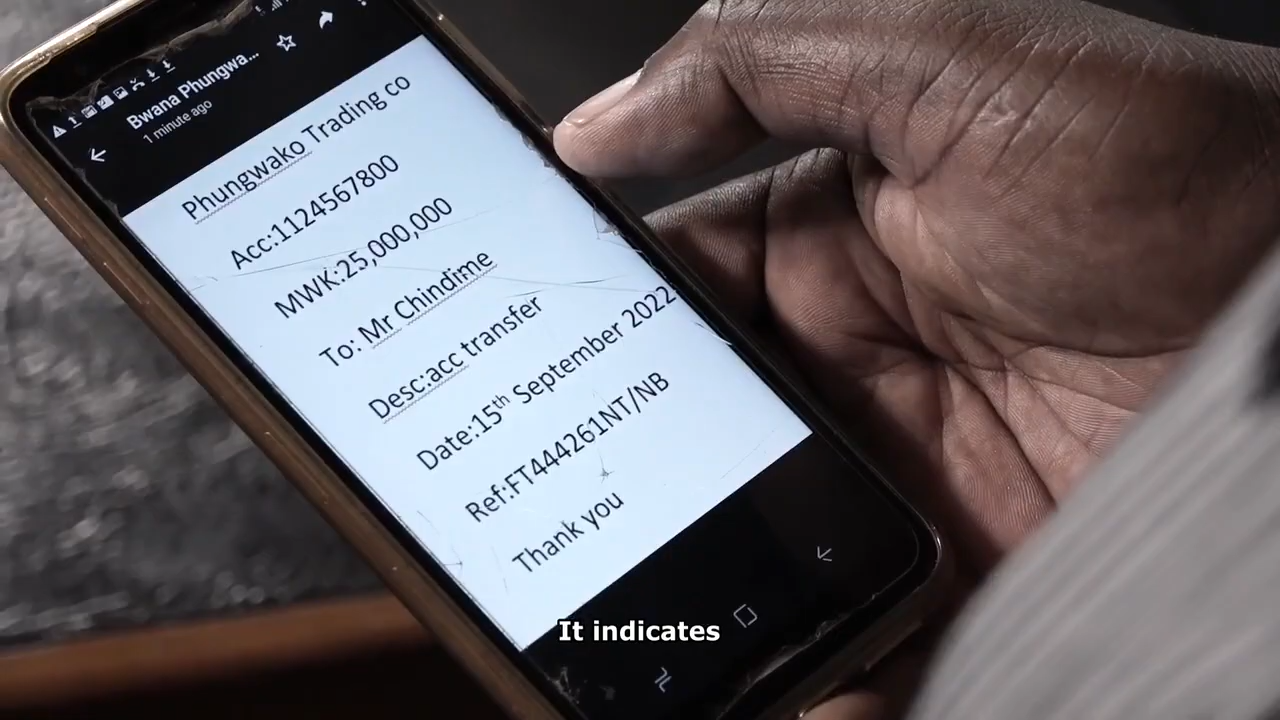 Bwana Phungwa...
1 minute ago
Phungwako Trading co
Acc:1124567800
MWK:25,000,000
To: Mr Chindime
Desc:acc transfer
Date:15th September 2022
Ref:FT444261NT/NB
Thank you
It indicates